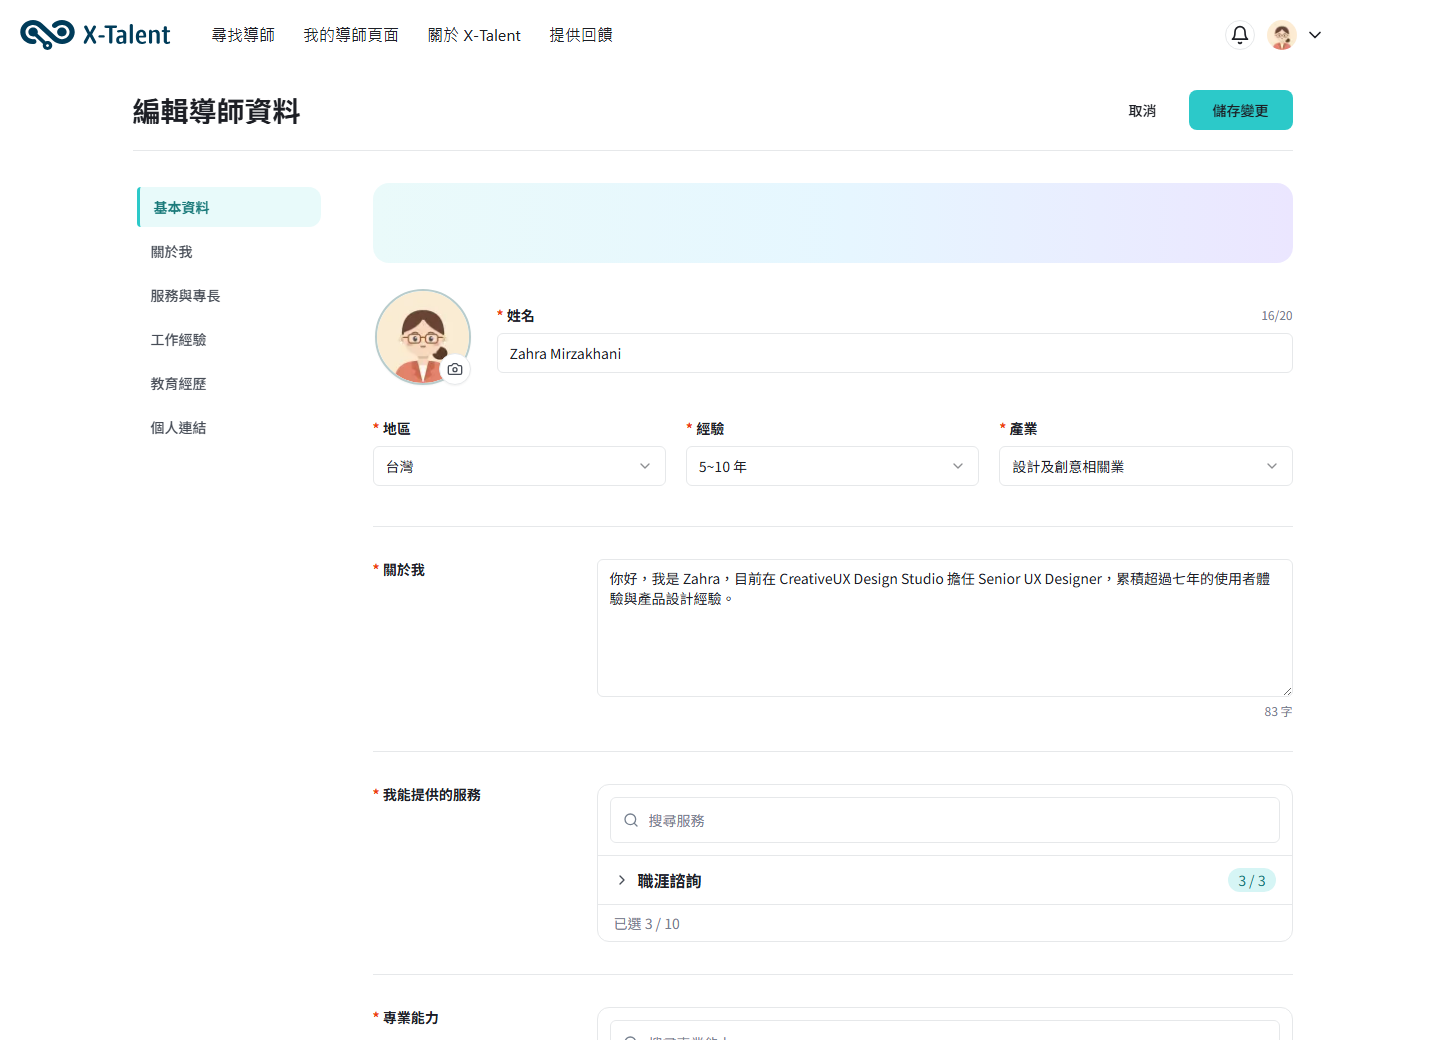 X-Talent
尋找導師 我的導師頁面 關於 X-Talent 提供回饋
編輯導師資料
取消 儲存變更
基本資料
關於我
服務與專長
工作經驗
教育經歷
個人連結
* 姓名 16/20
Zahra Mirzakhani
* 地區 * 經驗 * 產業
台灣 5~10 年 設計及創意相關業
* 關於我
你好，我是 Zahra，目前在 CreativeUX Design Studio 擔任 Senior UX Designer，累積超過七年的使用者體
驗與產品設計經驗。
83 字
* 我能提供的服務
搜尋服務
職涯諮詢 3 / 3
已選 3 / 10
* 專業能力
搜尋專業能力